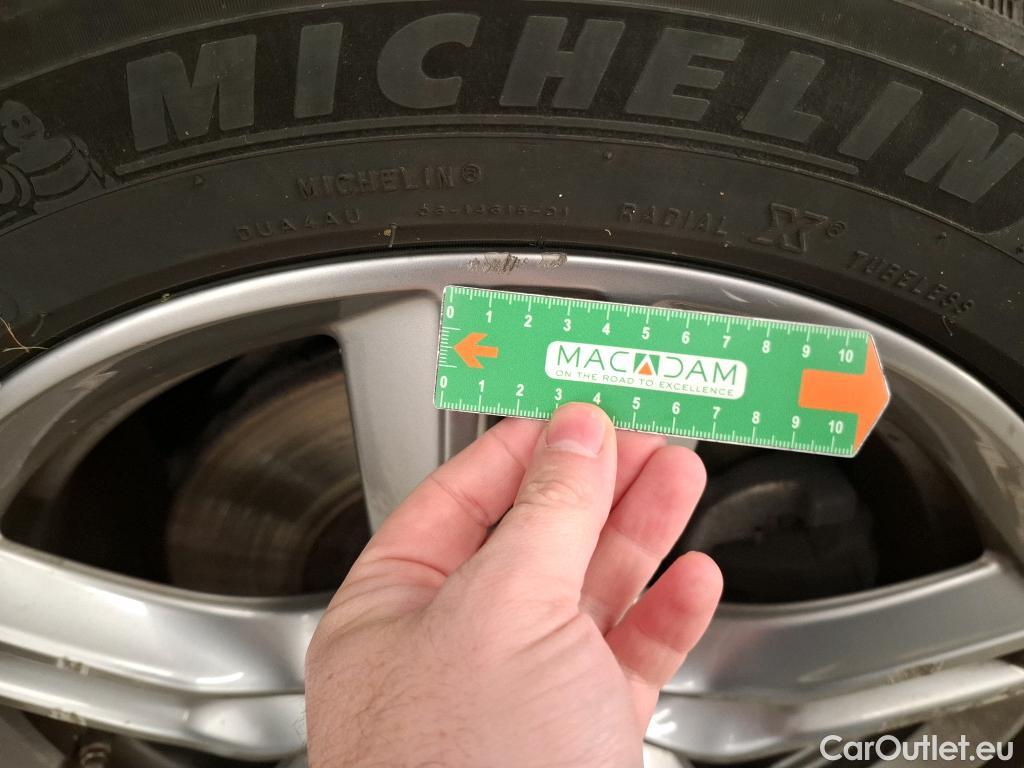 MICHELIN
MICHELIN®
DUA4AU
RADIAL X®
TUBELESS
0 1 2 3 4 5 6 7 8 9 10
MACADAM
ON THE ROAD TO EXCELLENCE
0 1 2 3 4 5 6 7 8 9 10
CarOutlet.eu